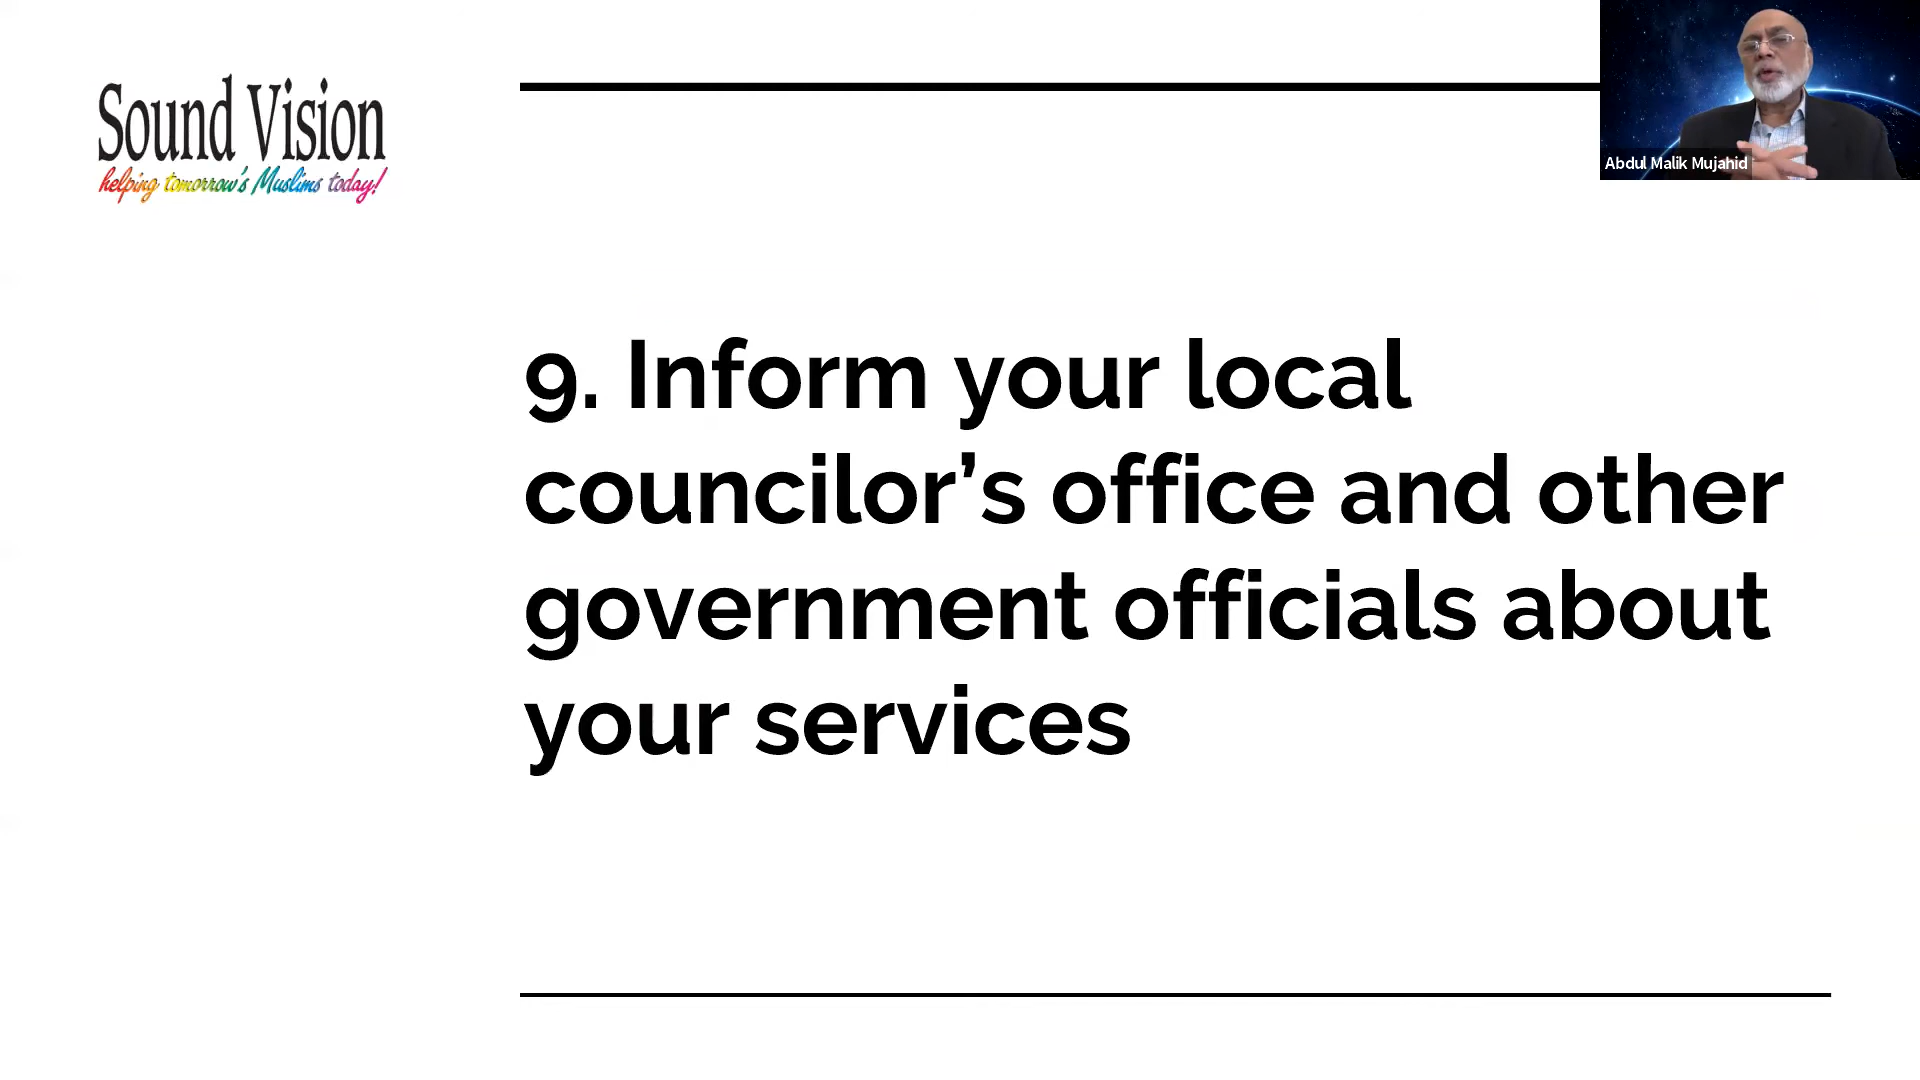 Sound Vision
helping tomorrow's Muslims today!
Abdul Malik Mujahid
9. Inform your local
councilor’s office and other
government officials about
your services